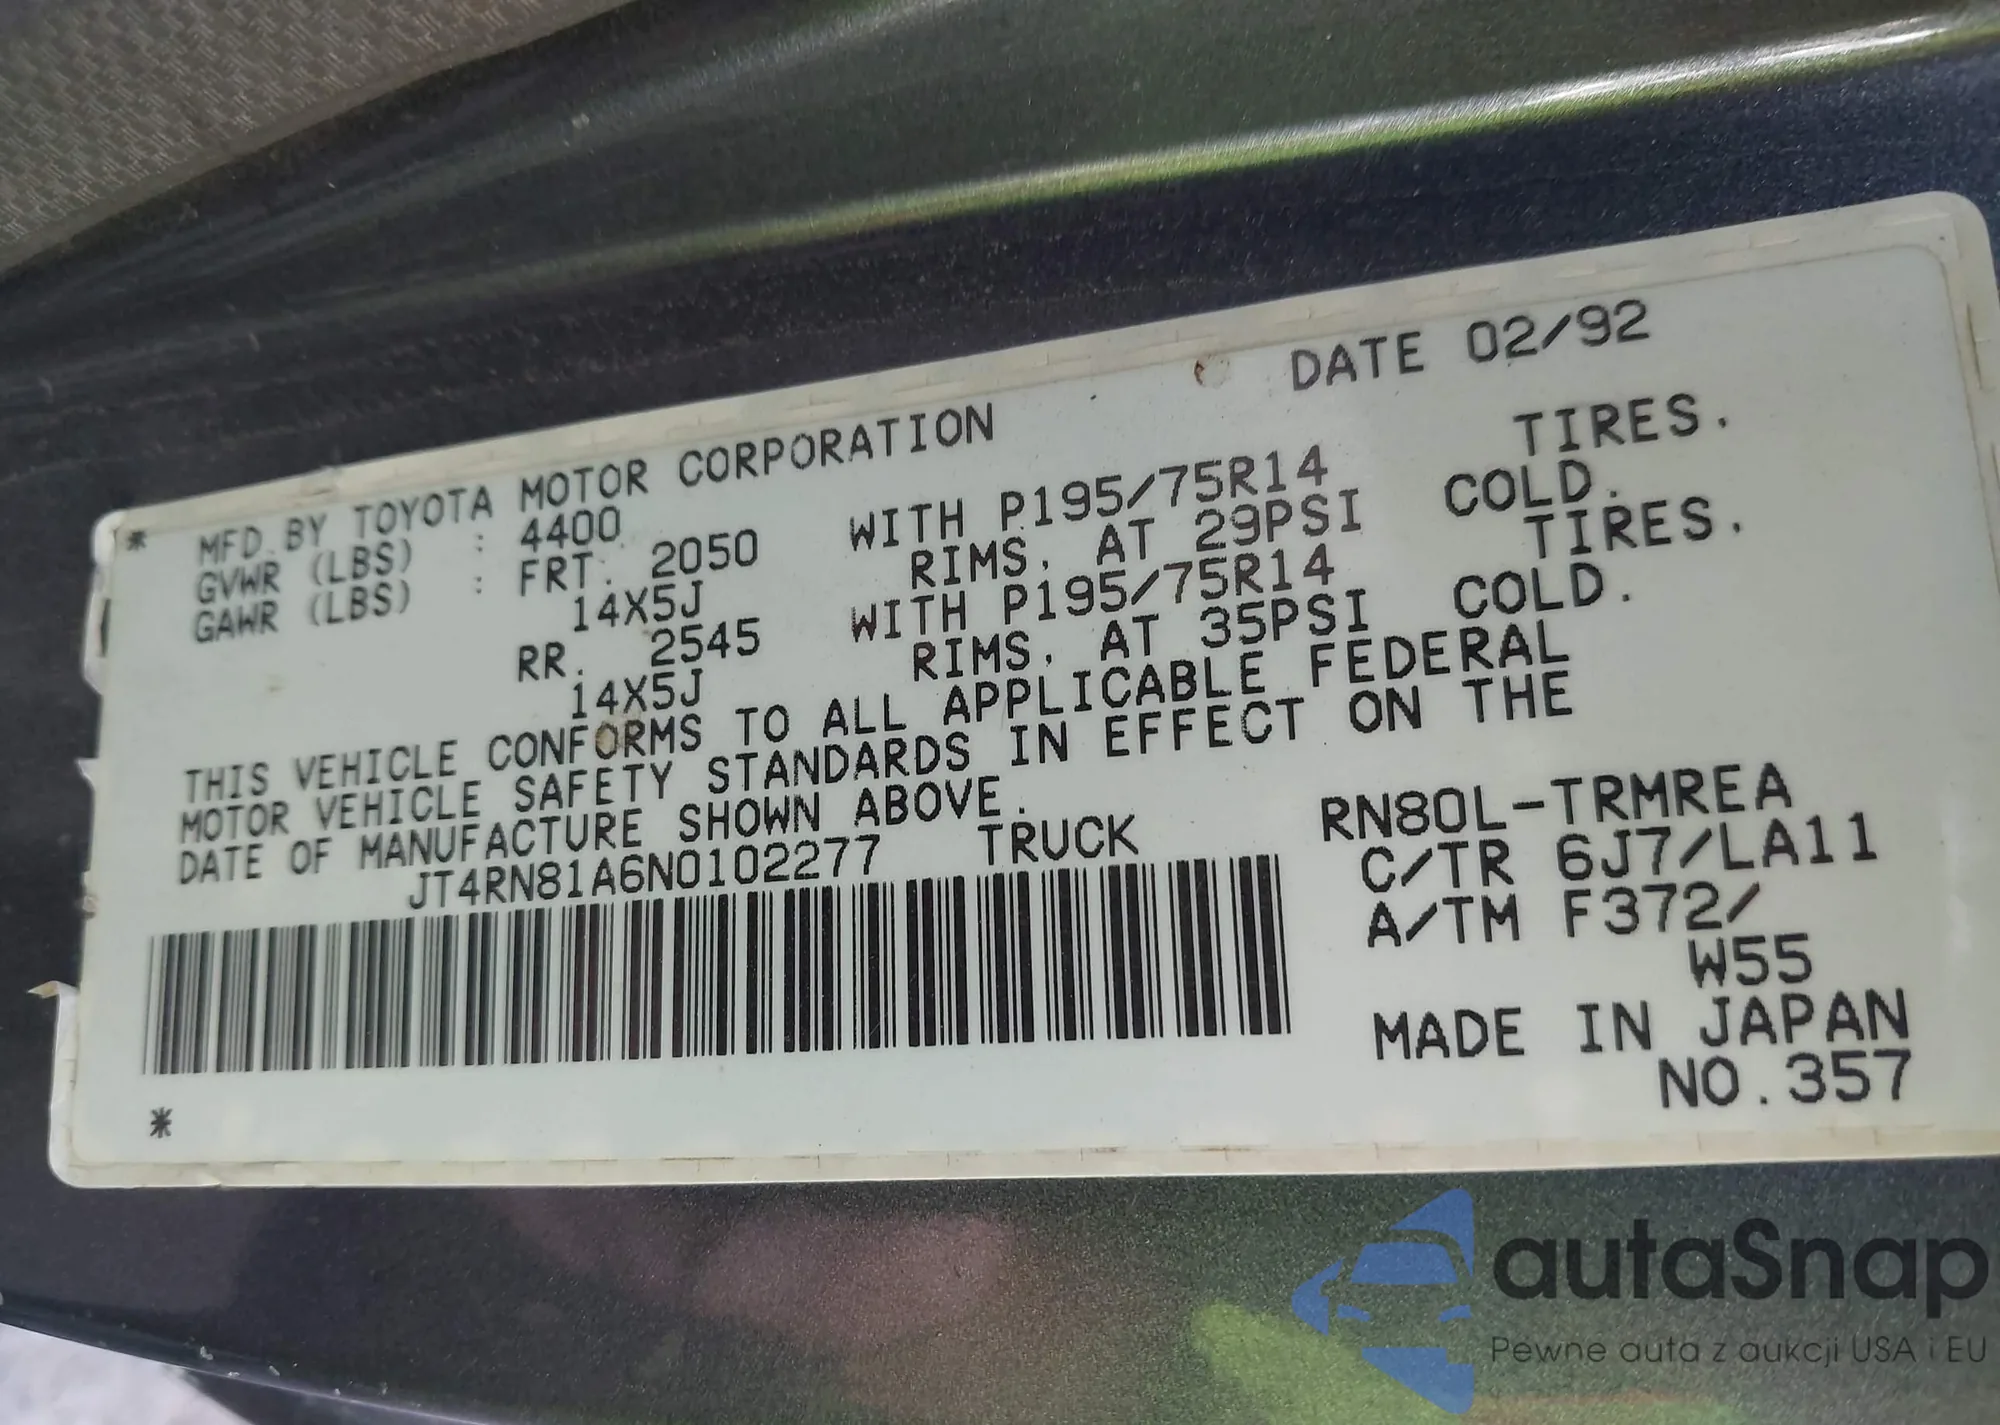 DATE 02/92
* MFD.BY TOYOTA MOTOR CORPORATION
GVWR (LBS) : 4400
GAWR (LBS) : FRT. 2050 WITH P195/75R14 TIRES.
14X5J RIMS. AT 29PSI COLD.
RR. 2545 WITH P195/75R14 TIRES.
14X5J RIMS. AT 35PSI COLD.
THIS VEHICLE CONFORMS TO ALL APPLICABLE FEDERAL
MOTOR VEHICLE SAFETY STANDARDS IN EFFECT ON THE
DATE OF MANUFACTURE SHOWN ABOVE.
JT4RN81A6N0102277 TRUCK
RN80L-TRMREA
C/TR 6J7/LA11
A/TM F372/
W55
MADE IN JAPAN
NO.357
*
autaSnap
Pewne auta z aukcji USA i EU